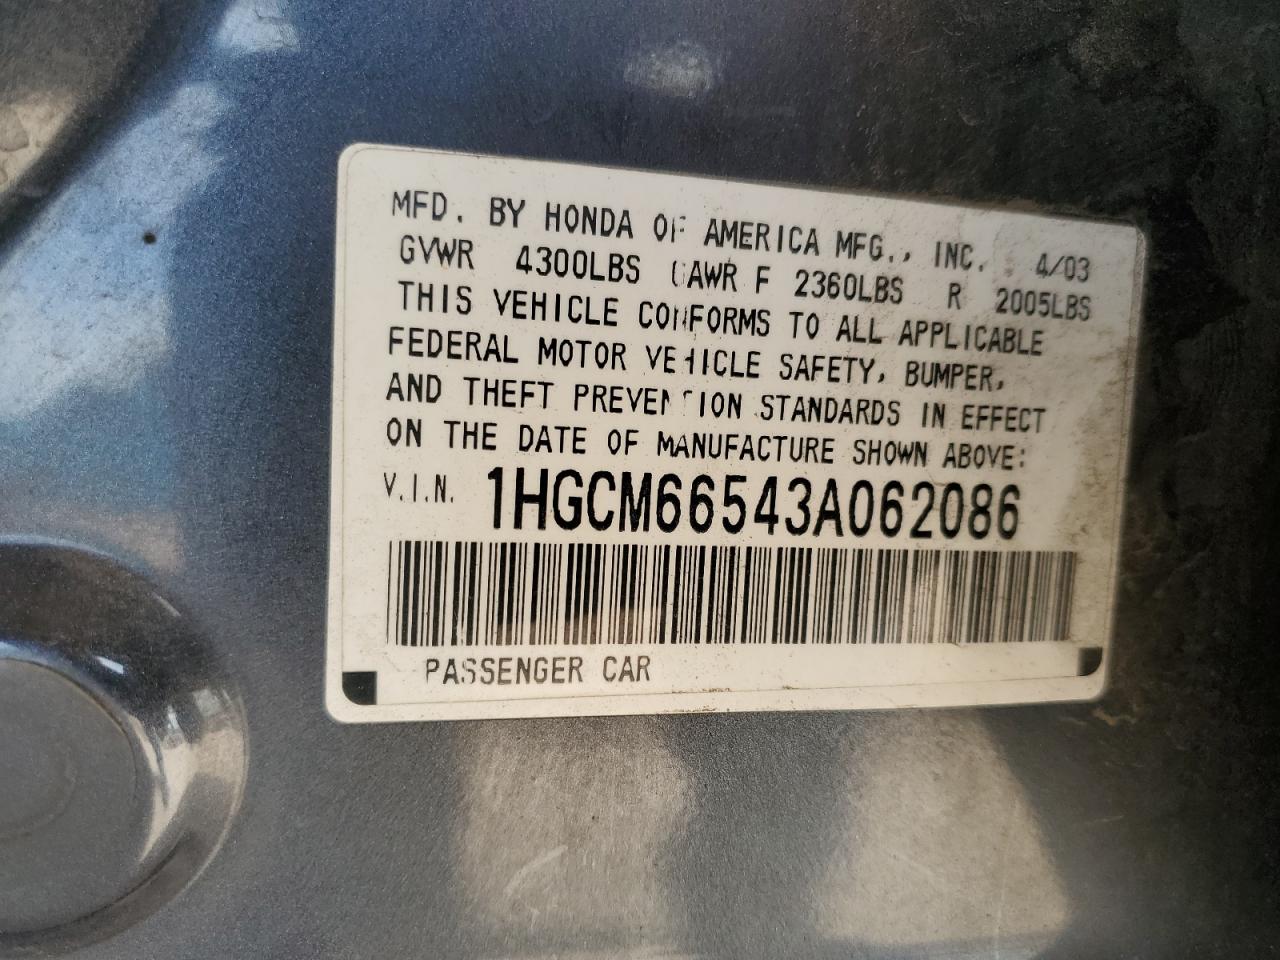 MFD. BY HONDA OF AMERICA MFG., INC. 4/03
GVWR 4300LBS GAWR F 2360LBS R 2005LBS
THIS VEHICLE CONFORMS TO ALL APPLICABLE
FEDERAL MOTOR VEHICLE SAFETY, BUMPER,
AND THEFT PREVENTION STANDARDS IN EFFECT
ON THE DATE OF MANUFACTURE SHOWN ABOVE:
V.I.N. 1HGCM66543A062086
PASSENGER CAR